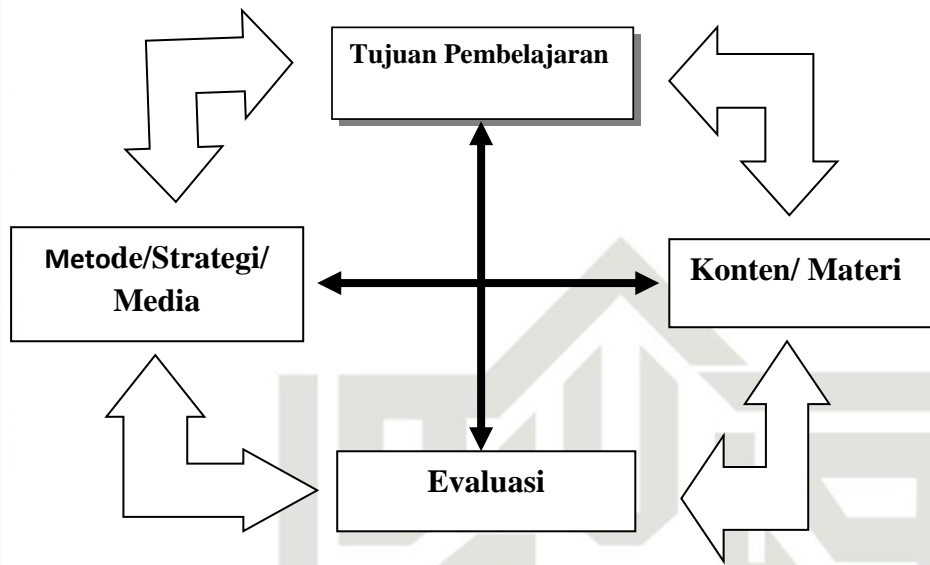 Tujuan Pembelajaran
Metode/Strategi/
Media
Konten/ Materi
Evaluasi